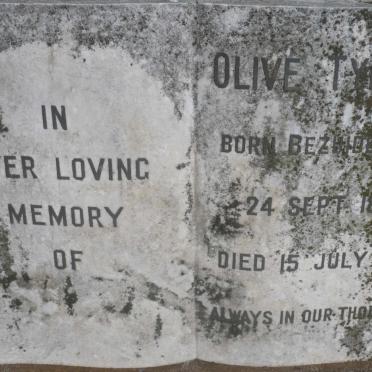 IN
EVER LOVING
MEMORY
OF
OLIVE
BORN
24 SEPT
DIED 15 JULY
ALWAYS IN OUR